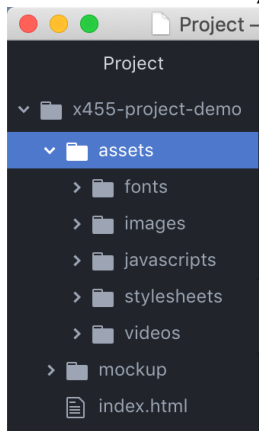 Project –
Project
x455-project-demo
assets
fonts
images
javascripts
stylesheets
videos
mockup
index.html